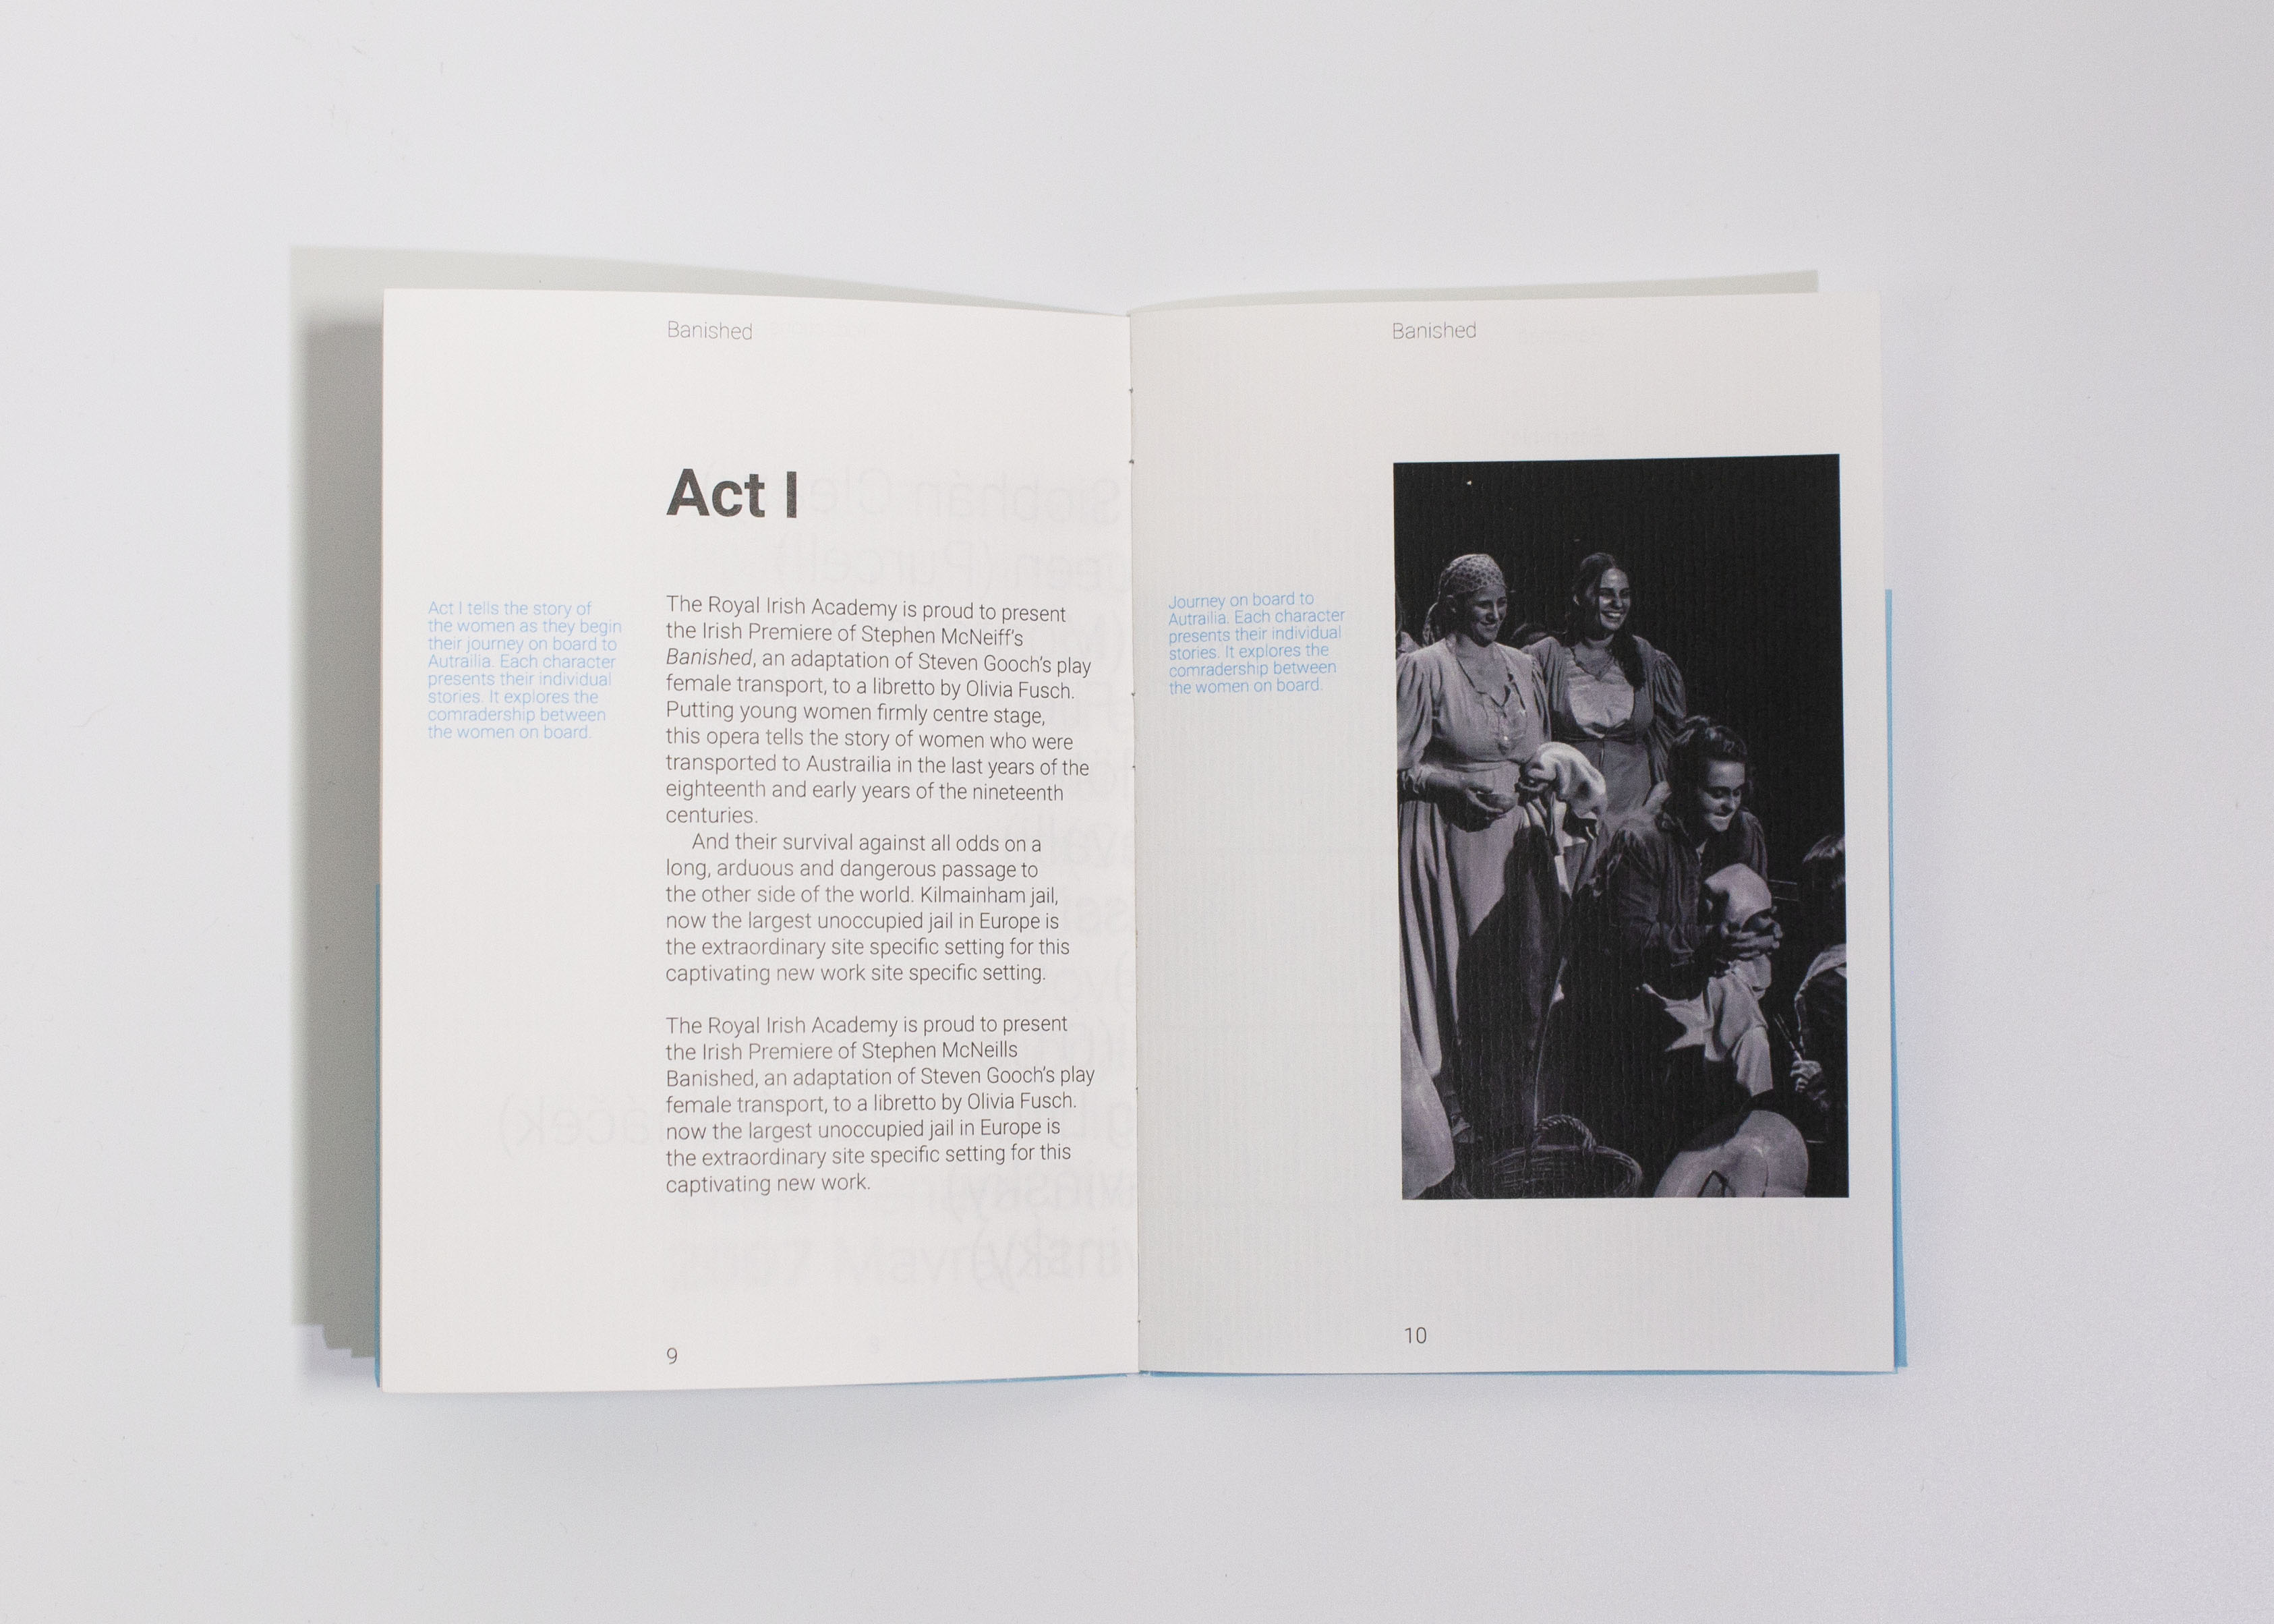 Banished
Act I
Act I tells the story of
the women as they begin
their journey on board to
Autrailia. Each character
presents their individual
stories. It explores the
comradership between
the women on board.
The Royal Irish Academy is proud to present
the Irish Premiere of Stephen McNeiff's
Banished, an adaptation of Steven Gooch's play
female transport, to a libretto by Olivia Fusch.
Putting young women firmly centre stage,
this opera tells the story of women who were
transported to Austrailia in the last years of the
eighteenth and early years of the nineteenth
centuries.
And their survival against all odds on a
long, arduous and dangerous passage to
the other side of the world. Kilmainham jail,
now the largest unoccupied jail in Europe is
the extraordinary site specific setting for this
captivating new work site specific setting.
The Royal Irish Academy is proud to present
the Irish Premiere of Stephen McNeills
Banished, an adaptation of Steven Gooch's play
female transport, to a libretto by Olivia Fusch.
now the largest unoccupied jail in Europe is
the extraordinary site specific setting for this
captivating new work.
9
Banished
Journey on board to
Autrailia. Each character
presents their individual
stories. It explores the
comradership between
the women on board.
10